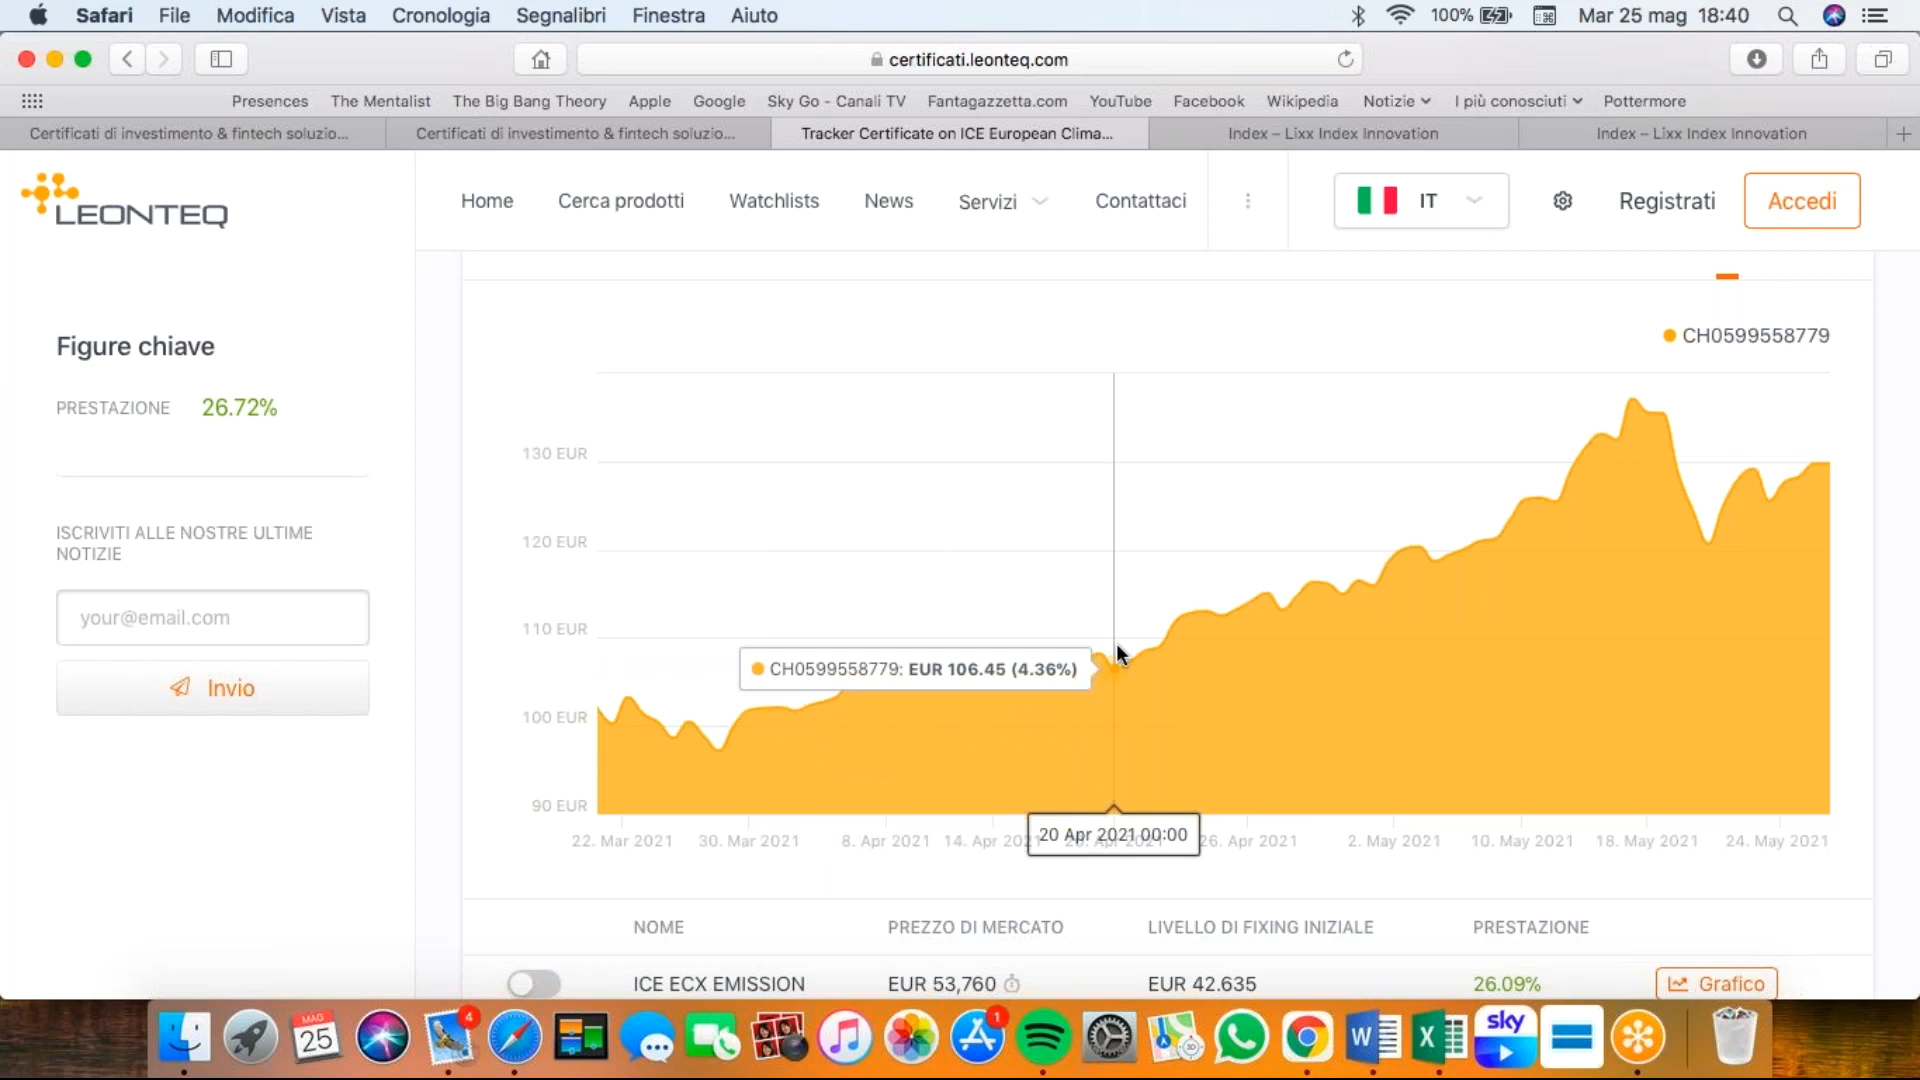 Safari File Modifica Vista Cronologia Segnalibri Finestra Aiuto 100% Mar 25 mag 18:40
certificati.leonteq.com
Presences The Mentalist The Big Bang Theory Apple Google Sky Go - Canali TV Fantagazzetta.com YouTube Facebook Wikipedia Notizie I più conosciuti Pottermore
Certificati di investimento & fintech soluzio... Certificati di investimento & fintech soluzio... Tracker Certificate on ICE European Clima... Index – Lixx Index Innovation Index – Lixx Index Innovation
LEONTEQ Home Cerca prodotti Watchlists News Servizi Contattaci IT Registrati Accedi
Figure chiave
PRESTAZIONE 26.72%
ISCRIVITI ALLE NOSTRE ULTIME
NOTIZIE
your@email.com
Invio
CH0599558779
130 EUR
120 EUR
110 EUR
CH0599558779: EUR 106.45 (4.36%)
100 EUR
90 EUR
20 Apr 2021 00:00
22. Mar 2021 30. Mar 2021 8. Apr 2021 14. Apr 26. Apr 2021 2. May 2021 10. May 2021 18. May 2021 24. May 2021
NOME PREZZO DI MERCATO LIVELLO DI FIXING INIZIALE PRESTAZIONE
ICE ECX EMISSION EUR 53,760 EUR 42.635 26.09% Grafico
MAG
25
4
1
W
X
sky